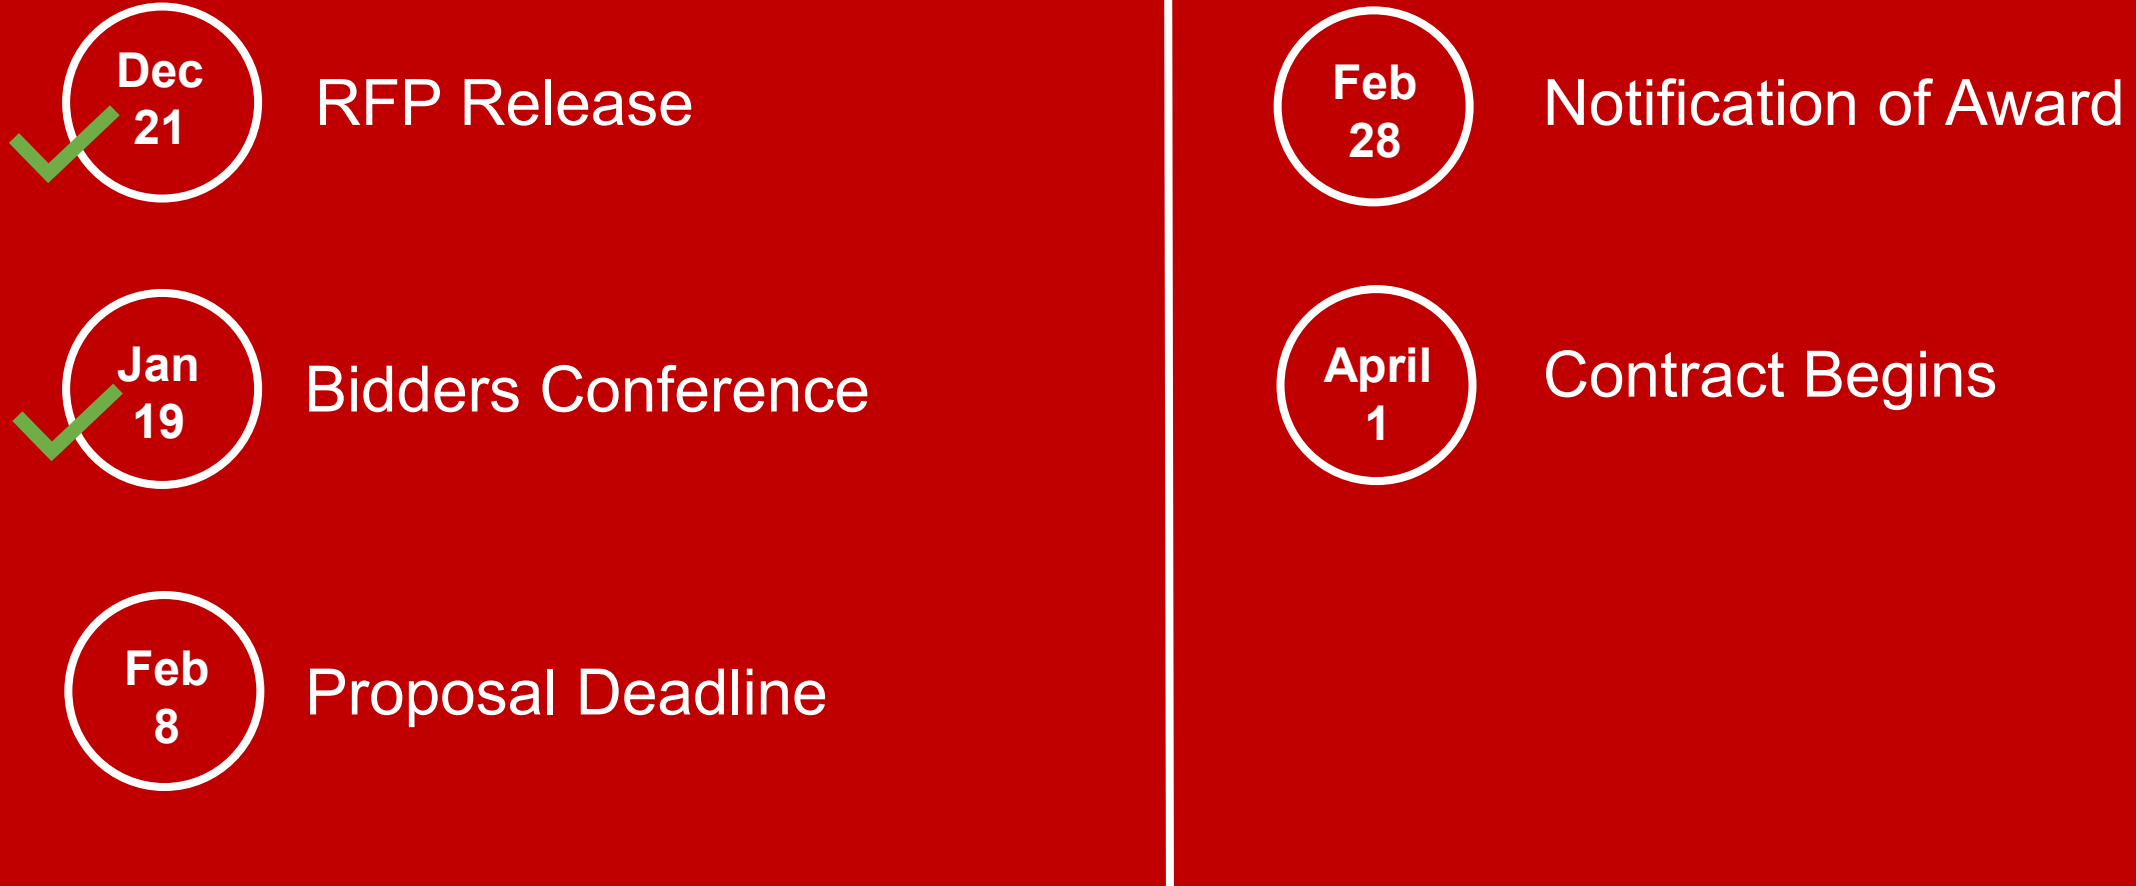 Dec
21
RFP Release
Jan
19
Bidders Conference
Feb
8
Proposal Deadline
Feb
28
Notification of Award
April
1
Contract Begins